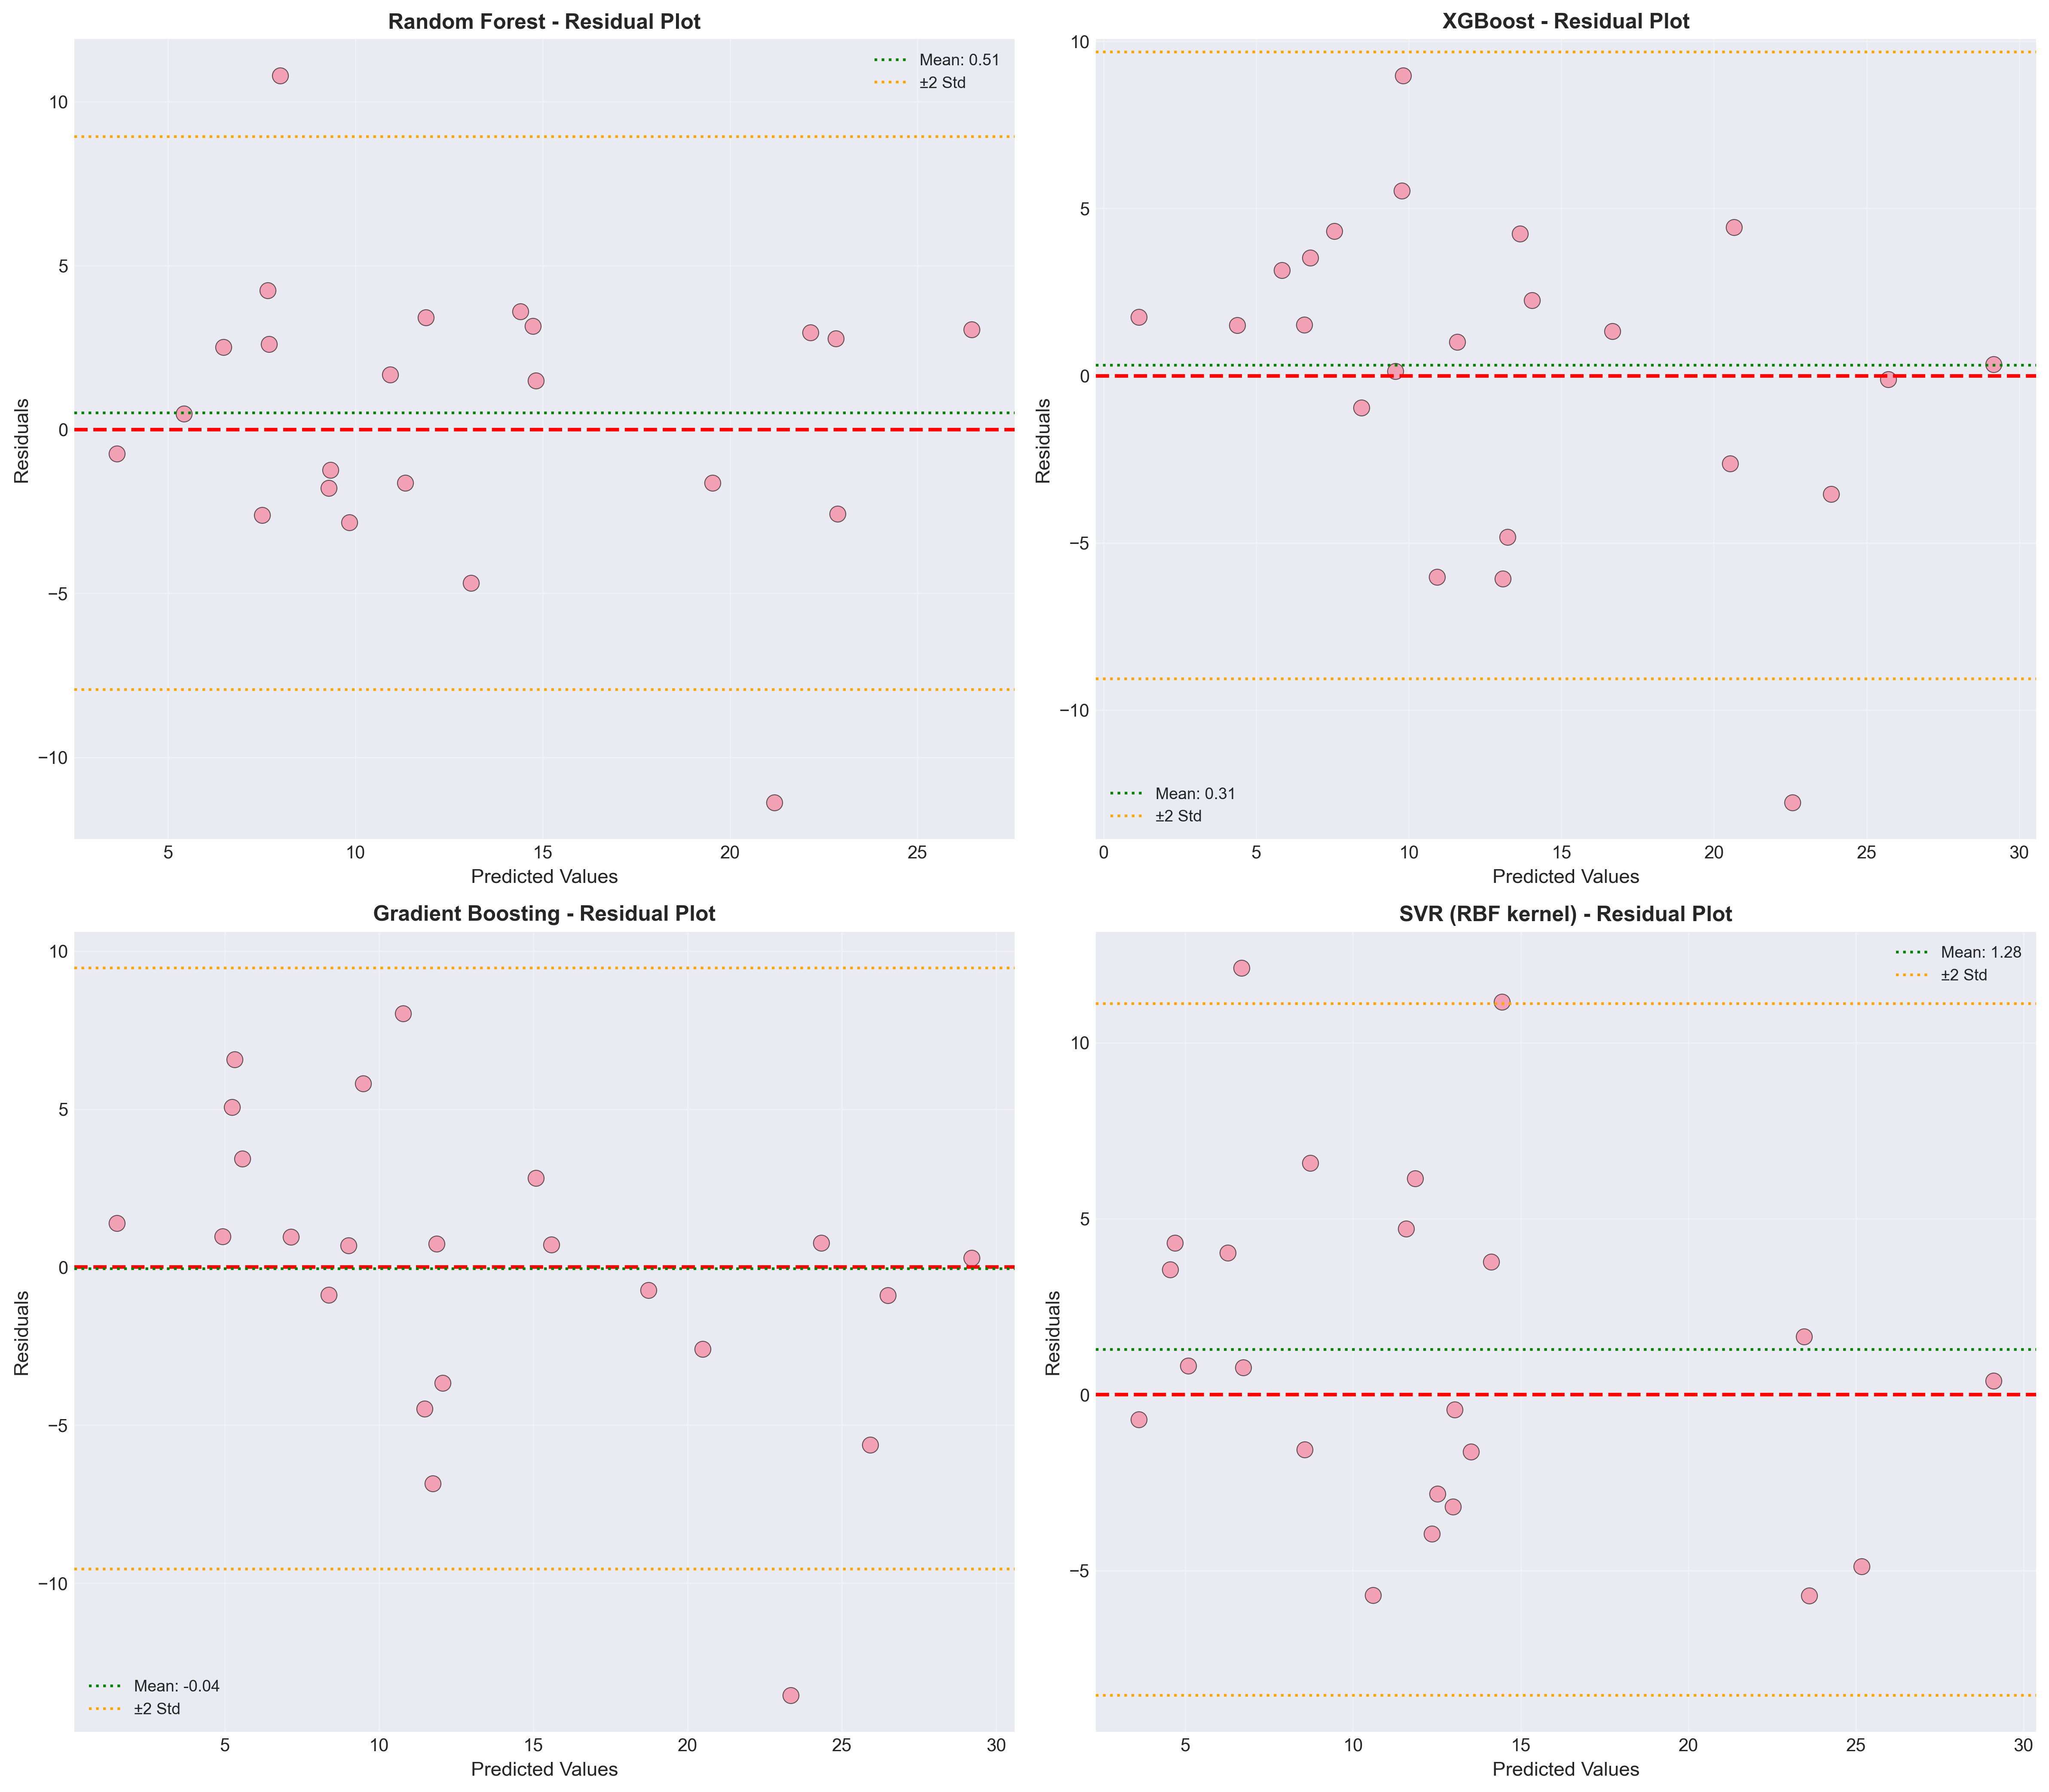 Random Forest - Residual Plot
Mean: 0.51
±2 Std
10
5
0
−5
−10
Residuals
5 10 15 20 25
Predicted Values
XGBoost - Residual Plot
10
5
0
−5
−10
Residuals
Mean: 0.31
±2 Std
0 5 10 15 20 25 30
Predicted Values
Gradient Boosting - Residual Plot
10
5
0
−5
−10
Residuals
Mean: -0.04
±2 Std
5 10 15 20 25 30
Predicted Values
SVR (RBF kernel) - Residual Plot
Mean: 1.28
±2 Std
10
5
0
−5
Residuals
5 10 15 20 25 30
Predicted Values